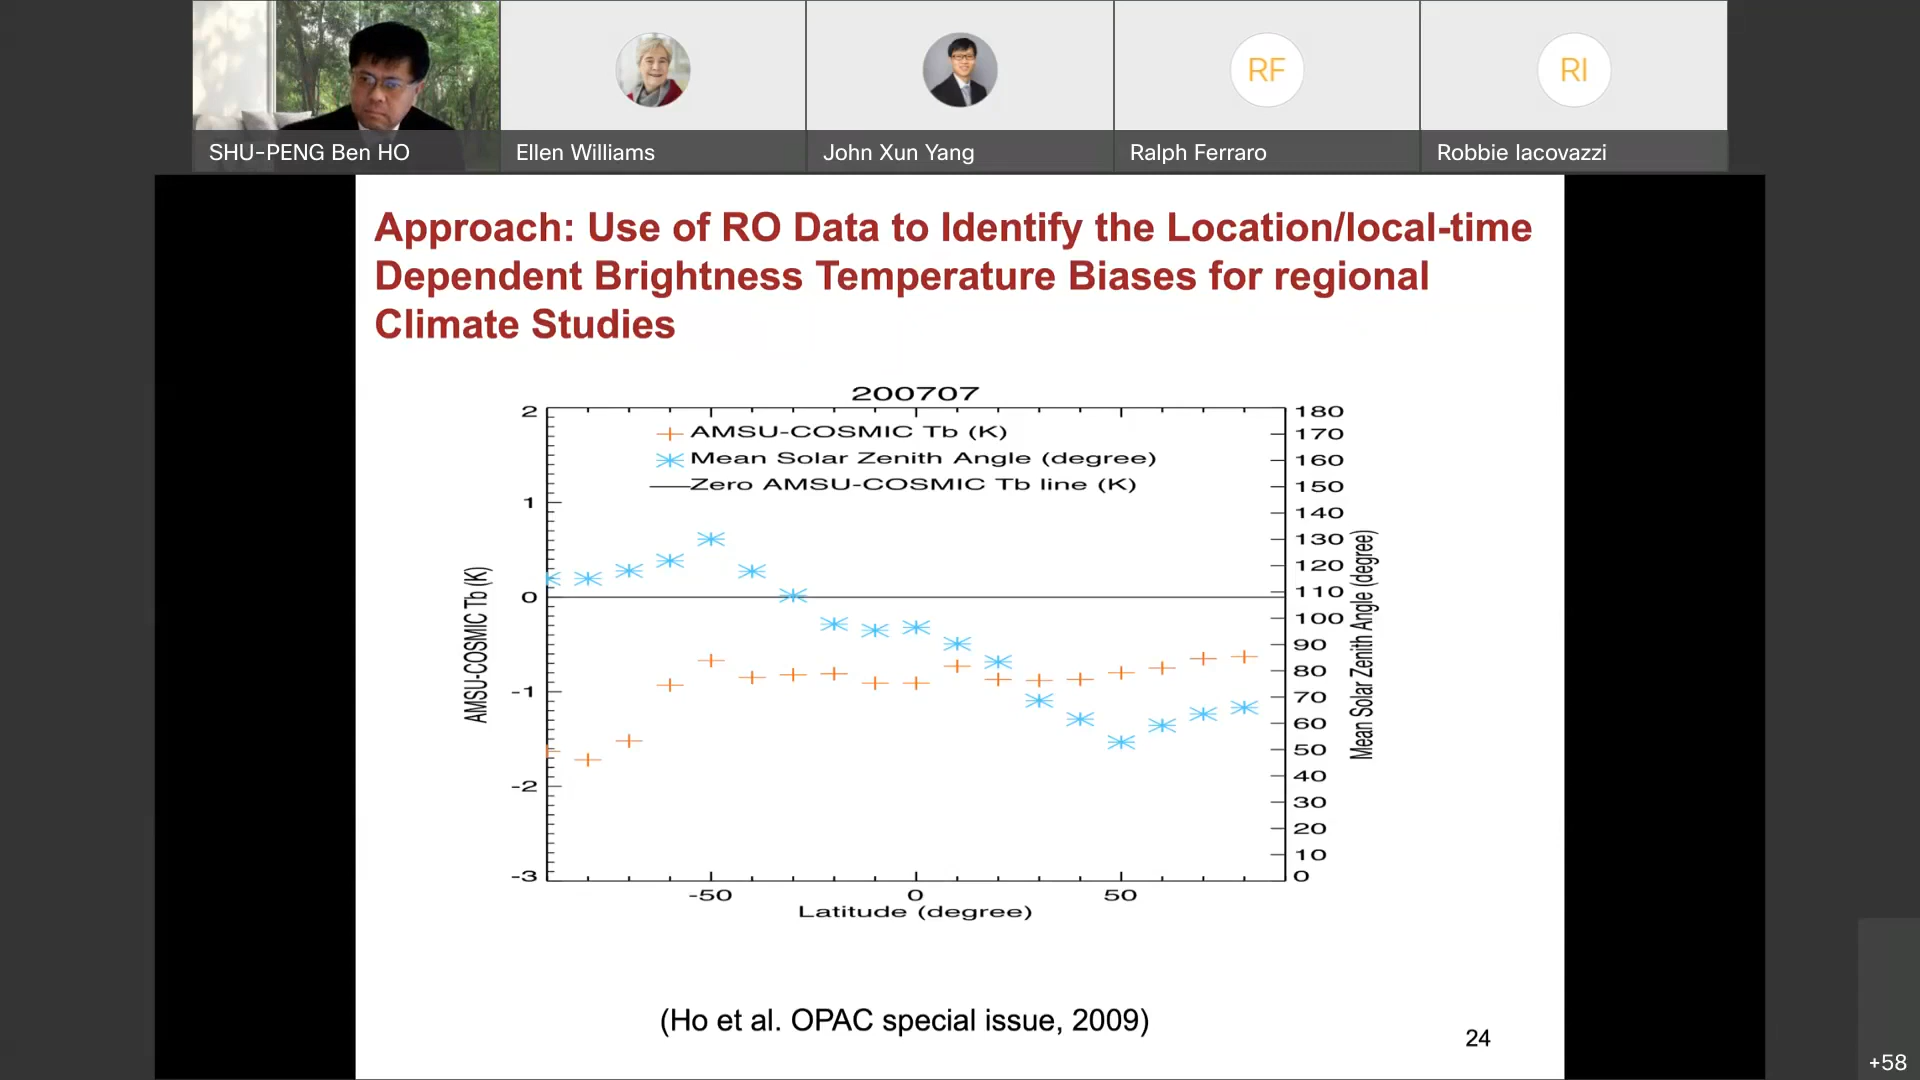 RF
RI
SHU-PENG Ben HO
Ellen Williams
John Xun Yang
Ralph Ferraro
Robbie Iacovazzi
Approach: Use of RO Data to Identify the Location/local-time
Dependent Brightness Temperature Biases for regional
Climate Studies
200707
AMSU-COSMIC Tb (K)
Mean Solar Zenith Angle (degree)
Zero AMSU-COSMIC Tb line (K)
AMSU-COSMIC Tb (K)
2
1
0
-1
-2
-3
180
170
160
150
140
130
120
110
100
90
80
70
60
50
40
30
20
10
0
Mean Solar Zenith Angle (degree)
-50
0
50
Latitude (degree)
(Ho et al. OPAC special issue, 2009)
24
+58